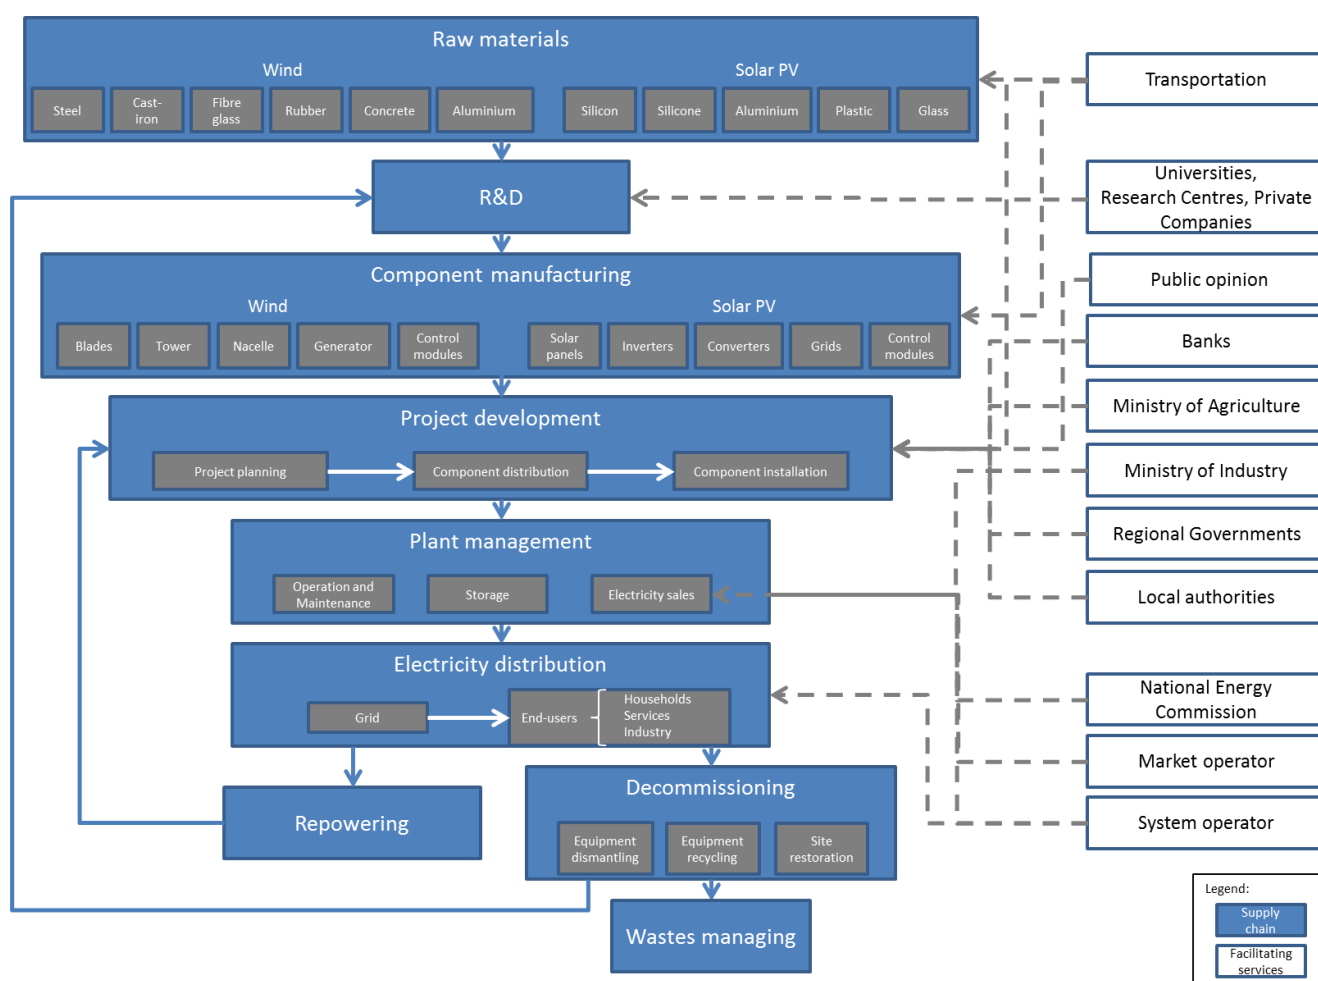 Raw materials
Wind
Solar PV
Steel
Cast-
iron
Fibre
glass
Rubber
Concrete
Aluminium
Silicon
Silicone
Aluminium
Plastic
Glass
Transportation
R&D
Universities,
Research Centres, Private
Companies
Component manufacturing
Wind
Solar PV
Blades
Tower
Nacelle
Generator
Control
modules
Solar
panels
Inverters
Converters
Grids
Control
modules
Public opinion
Banks
Project development
Project planning
Component distribution
Component installation
Ministry of Agriculture
Ministry of Industry
Regional Governments
Local authorities
Plant management
Operation and
Maintenance
Storage
Electricity sales
Electricity distribution
Grid
End-users
Households
Services
Industry
National Energy
Commission
Market operator
System operator
Repowering
Decommissioning
Equipment
dismantling
Equipment
recycling
Site
restoration
Wastes managing
Legend:
Supply
chain
Facilitating
services